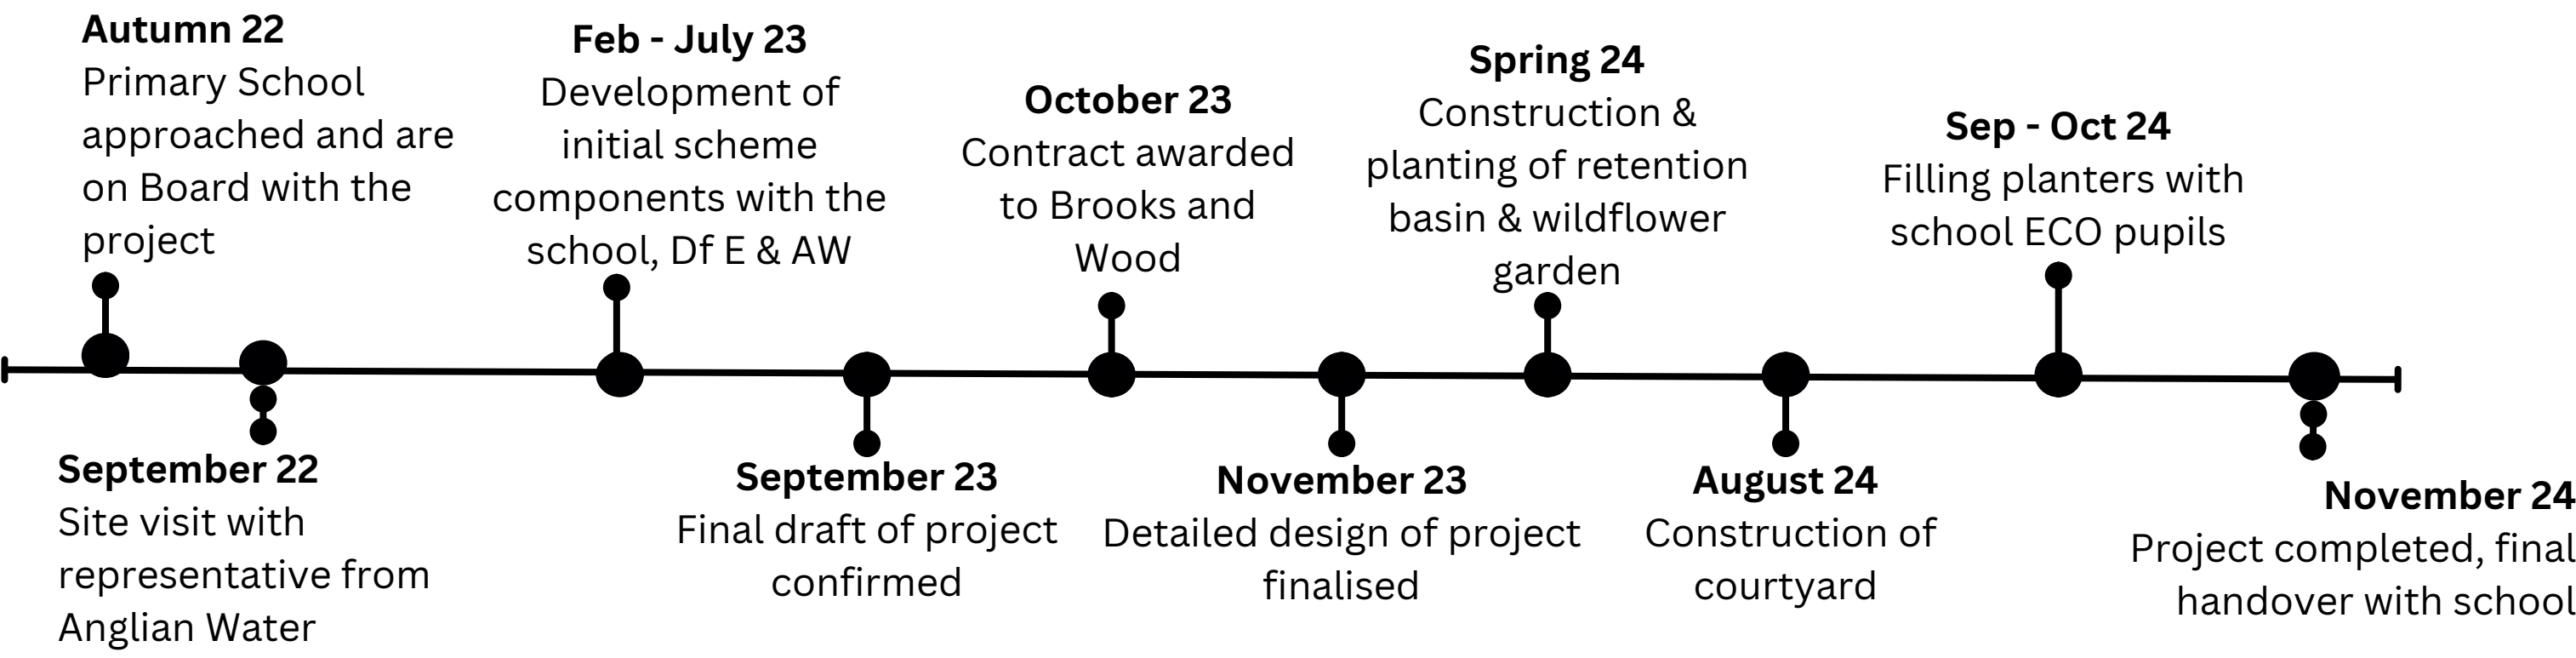 Autumn 22
Primary School
approached and are
on Board with the
project
September 22
Site visit with
representative from
Anglian Water
Feb - July 23
Development of
initial scheme
components with the
school, Df E & AW
September 23
Final draft of project
confirmed
October 23
Contract awarded
to Brooks and
Wood
November 23
Detailed design of project
finalised
Spring 24
Construction &
planting of retention
basin & wildflower
garden
August 24
Construction of
courtyard
Sep - Oct 24
Filling planters with
school ECO pupils
November 24
Project completed, final
handover with school